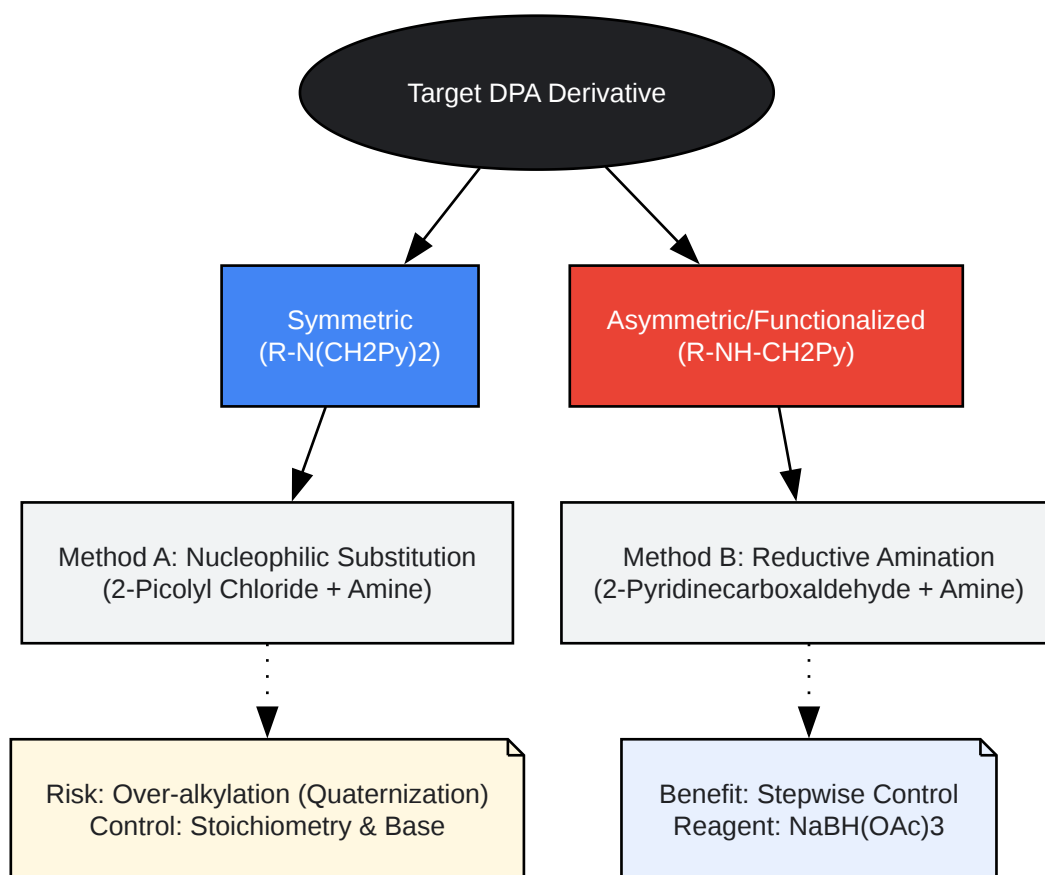 Target DPA Derivative
Symmetric
(R-N(CH2Py)2)
Asymmetric/Functionalized
(R-NH-CH2Py)
Method A: Nucleophilic Substitution
(2-Picolyl Chloride + Amine)
Method B: Reductive Amination
(2-Pyridinecarboxaldehyde + Amine)
Risk: Over-alkylation (Quaternization)
Control: Stoichiometry & Base
Benefit: Stepwise Control
Reagent: NaBH(OAc)3